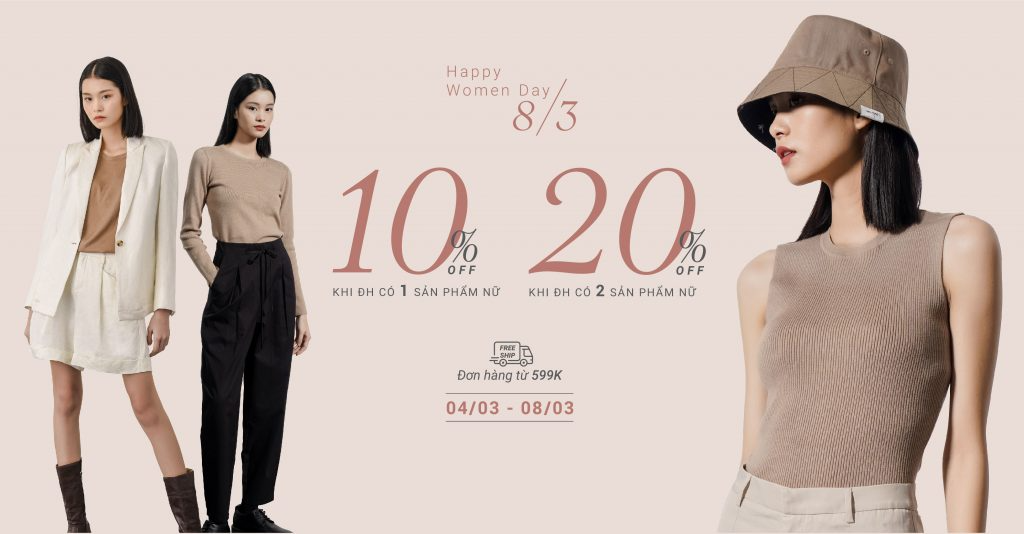 Happy
Women Day
8/3
10% OFF
KHI ĐH CÓ 1 SẢN PHẨM NỮ
20% OFF
KHI ĐH CÓ 2 SẢN PHẨM NỮ
FREE
SHIP
Đơn hàng từ 599K
04/03 - 08/03